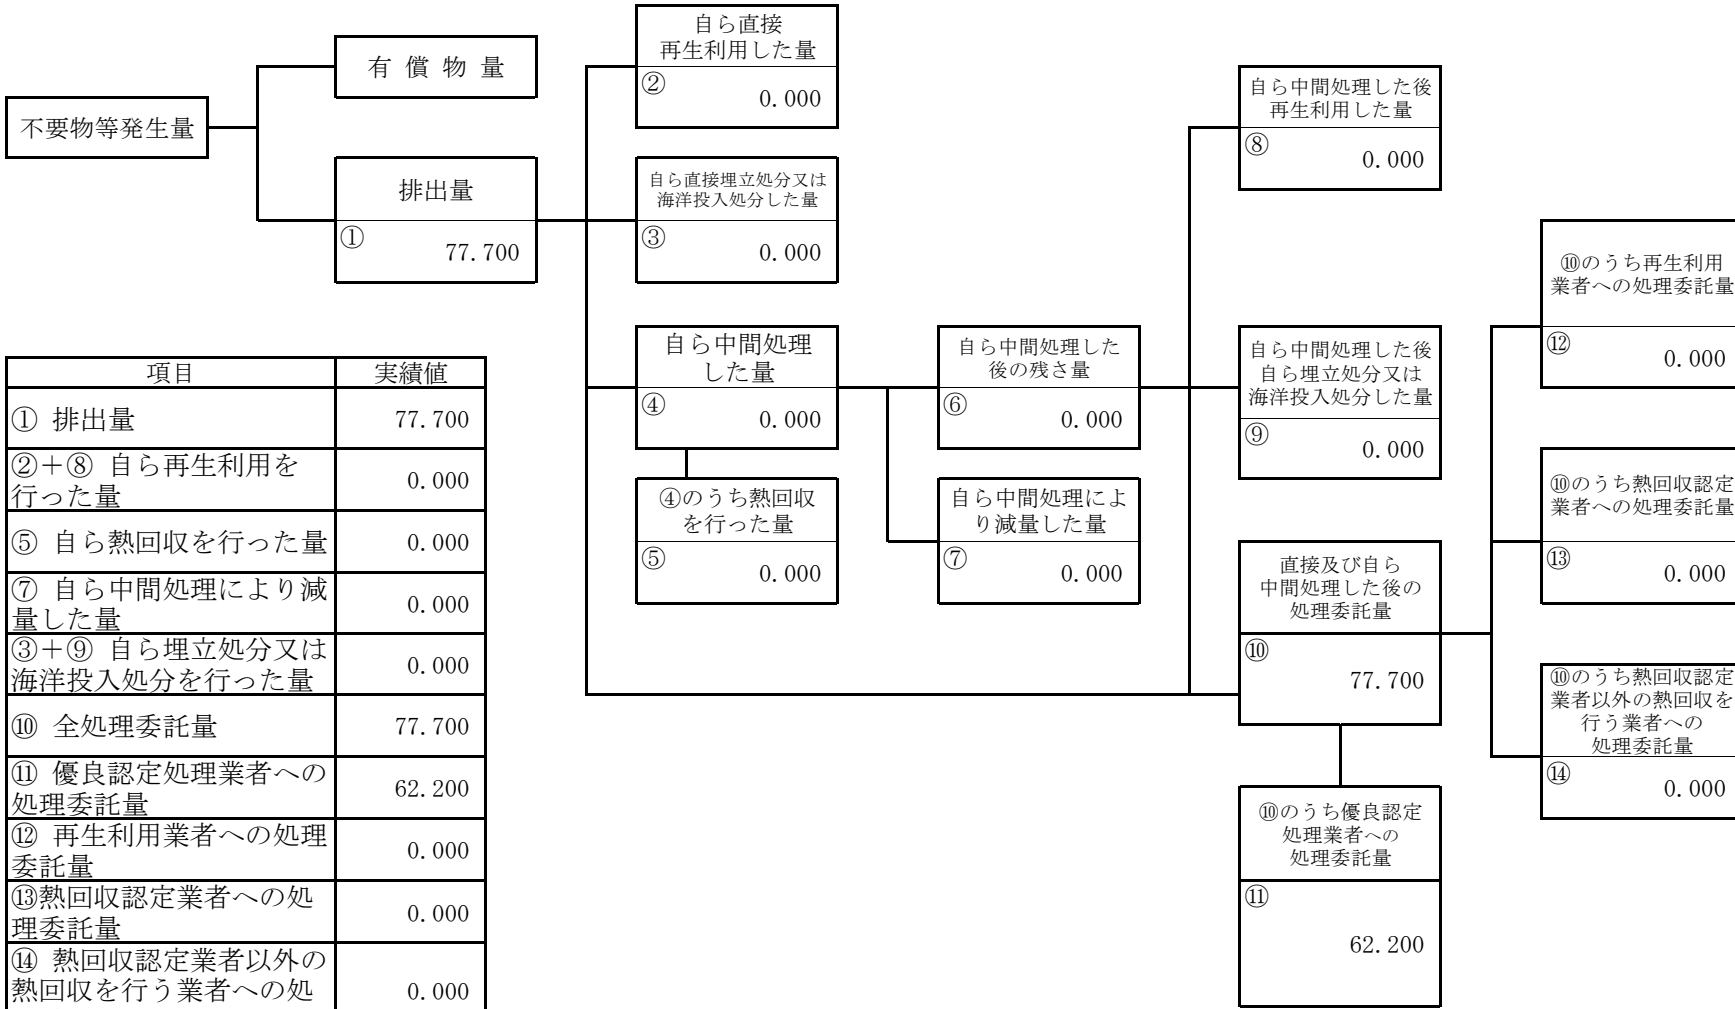 不要物等発生量
有 償 物 量
排出量
①
77.700
自ら直接
再生利用した量
②
0.000
自ら直接埋立処分又は
海洋投入処分した量
③
0.000
自ら中間処理
した量
④
0.000
④のうち熱回収
を行った量
⑤
0.000
自ら中間処理した
後の残さ量
⑥
0.000
自ら中間処理によ
り減量した量
⑦
0.000
自ら中間処理した後
再生利用した量
⑧
0.000
自ら中間処理した後
自ら埋立処分又は
海洋投入処分した量
⑨
0.000
直接及び自ら
中間処理した後の
処理委託量
⑩
77.700
⑩のうち優良認定
処理業者への
処理委託量
⑪
62.200
⑩のうち再生利用
業者への処理委託量
⑫
0.000
⑩のうち熱回収認定
業者への処理委託量
⑬
0.000
⑩のうち熱回収認定
業者以外の熱回収を
行う業者への
処理委託量
⑭
0.000
項目 実績値
① 排出量 77.700
②＋⑧ 自ら再生利用を
行った量 0.000
⑤ 自ら熱回収を行った量 0.000
⑦ 自ら中間処理により減
量した量 0.000
③＋⑨ 自ら埋立処分又は
海洋投入処分を行った量 0.000
⑩ 全処理委託量 77.700
⑪ 優良認定処理業者への
処理委託量 62.200
⑫ 再生利用業者への処理
委託量 0.000
⑬熱回収認定業者への処
理委託量 0.000
⑭ 熱回収認定業者以外の
熱回収を行う業者への処 0.000